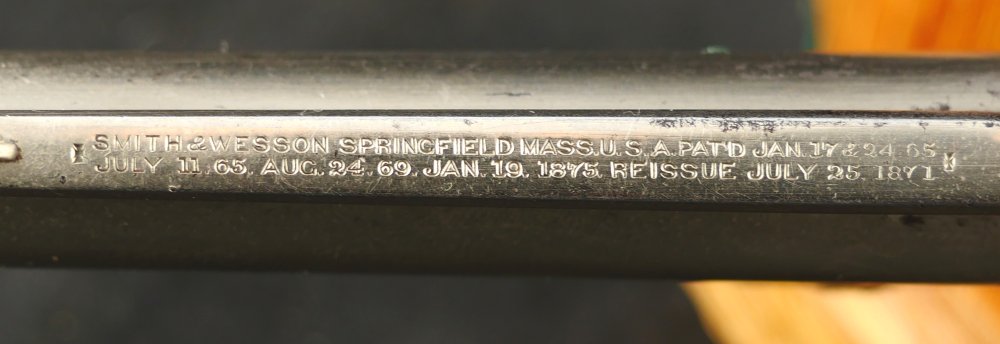 SMITH & WESSON SPRINGFIELD MASS. U.S.A. PAT'D JAN. 17 & 24. 65
JULY 11. 65. AUG. 24. 69. JAN. 19. 1875. REISSUE JULY 25. 1871